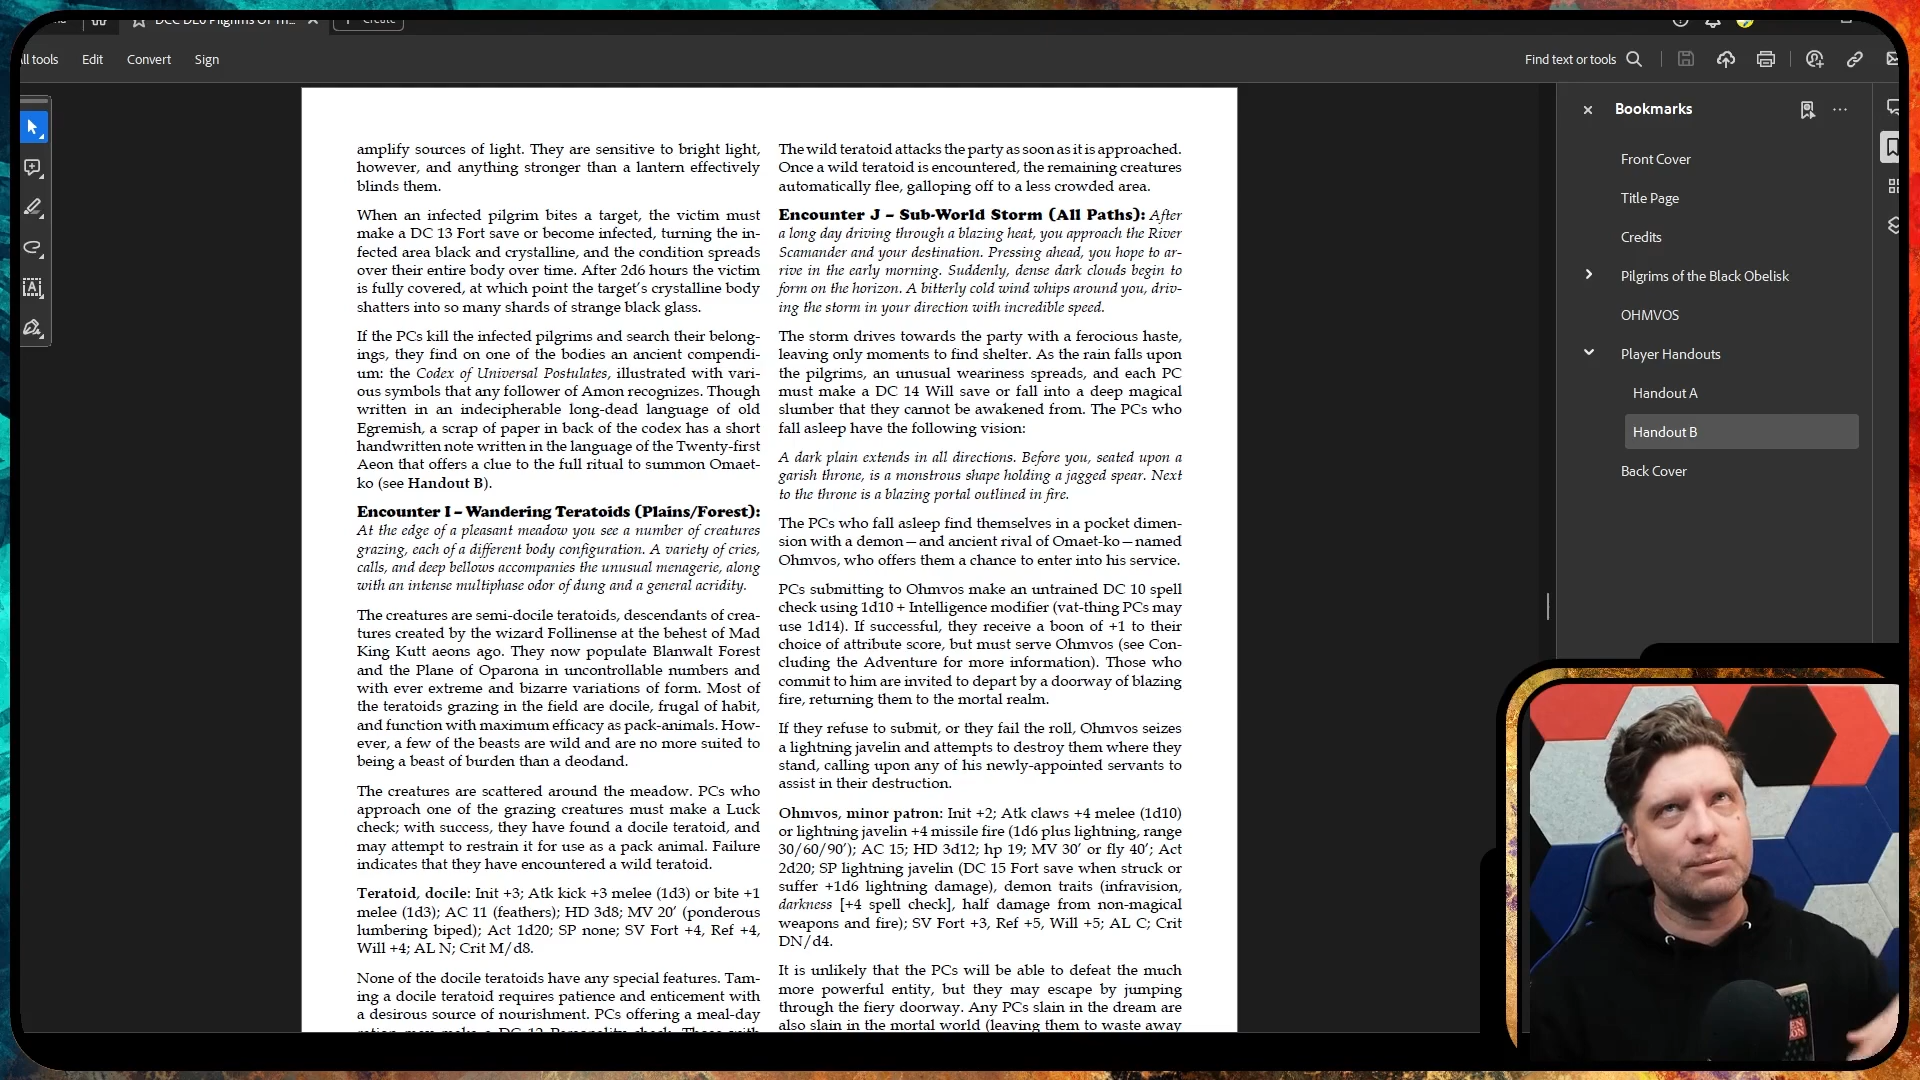 DCC DE6 Pilgrims Of Th...
Create
All tools
Edit
Convert
Sign
Find text or tools
amplify sources of light. They are sensitive to bright light,
however, and anything stronger than a lantern effectively
blinds them.
When an infected pilgrim bites a target, the victim must
make a DC 13 Fort save or become infected, turning the in-
fected area black and crystalline, and the condition spreads
over their entire body over time. After 2d6 hours the victim
is fully covered, at which point the target's crystalline body
shatters into so many shards of strange black glass.
If the PCs kill the infected pilgrims and search their belong-
ings, they find on one of the bodies an ancient compendi-
um: the Codex of Universal Postulates, illustrated with vari-
ous symbols that any follower of Amon recognizes. Though
written in an indecipherable long-dead language of old
Egremish, a scrap of paper in back of the codex has a short
handwritten note written in the language of the Twenty-first
Aeon that offers a clue to the full ritual to summon Omaet-
ko (see Handout B).
Encounter I – Wandering Teratoids (Plains/Forest):
At the edge of a pleasant meadow you see a number of creatures
grazing, each of a different body configuration. A variety of cries,
calls, and deep bellows accompanies the unusual menagerie, along
with an intense multiphase odor of dung and a general acridity.
The creatures are semi-docile teratoids, descendants of crea-
tures created by the wizard Follinense at the behest of Mad
King Kutt aeons ago. They now populate Blanwalt Forest
and the Plane of Oparona in uncontrollable numbers and
with ever extreme and bizarre variations of form. Most of
the teratoids grazing in the field are docile, frugal of habit,
and function with maximum efficacy as pack-animals. How-
ever, a few of the beasts are wild and are no more suited to
being a beast of burden than a deodand.
The creatures are scattered around the meadow. PCs who
approach one of the grazing creatures must make a Luck
check; with success, they have found a docile teratoid, and
may attempt to restrain it for use as a pack animal. Failure
indicates that they have encountered a wild teratoid.
Teratoid, docile: Init +3; Atk kick +3 melee (1d3) or bite +1
melee (1d3); AC 11 (feathers); HD 3d8; MV 20' (ponderous
lumbering biped); Act 1d20; SP none; SV Fort +4, Ref +4,
Will +4; AL N; Crit M/d8.
None of the docile teratoids have any special features. Tam-
ing a docile teratoid requires patience and enticement with
a desirous source of nourishment. PCs offering a meal-day
ration may make a DC 12 Personality check. Those with
The wild teratoid attacks the party as soon as it is approached.
Once a wild teratoid is encountered, the remaining creatures
automatically flee, galloping off to a less crowded area.
Encounter J – Sub-World Storm (All Paths): After
a long day driving through a blazing heat, you approach the River
Scamander and your destination. Pressing ahead, you hope to ar-
rive in the early morning. Suddenly, dense dark clouds begin to
form on the horizon. A bitterly cold wind whips around you, driv-
ing the storm in your direction with incredible speed.
The storm drives towards the party with a ferocious haste,
leaving only moments to find shelter. As the rain falls upon
the pilgrims, an unusual weariness spreads, and each PC
must make a DC 14 Will save or fall into a deep magical
slumber that they cannot be awakened from. The PCs who
fall asleep have the following vision:
A dark plain extends in all directions. Before you, seated upon a
garish throne, is a monstrous shape holding a jagged spear. Next
to the throne is a blazing portal outlined in fire.
The PCs who fall asleep find themselves in a pocket dimen-
sion with a demon—and ancient rival of Omaet-ko—named
Ohmvos, who offers them a chance to enter into his service.
PCs submitting to Ohmvos make an untrained DC 10 spell
check using 1d10 + Intelligence modifier (vat-thing PCs may
use 1d14). If successful, they receive a boon of +1 to their
choice of attribute score, but must serve Ohmvos (see Con-
cluding the Adventure for more information). Those who
commit to him are invited to depart by a doorway of blazing
fire, returning them to the mortal realm.
If they refuse to submit, or they fail the roll, Ohmvos seizes
a lightning javelin and attempts to destroy them where they
stand, calling upon any of his newly-appointed servants to
assist in their destruction.
Ohmvos, minor patron: Init +2; Atk claws +4 melee (1d10)
or lightning javelin +4 missile fire (1d6 plus lightning, range
30/60/90'); AC 15; HD 3d12; hp 19; MV 30' or fly 40'; Act
2d20; SP lightning javelin (DC 15 Fort save when struck or
suffer +1d6 lightning damage), demon traits (infravision,
darkness [+4 spell check], half damage from non-magical
weapons and fire); SV Fort +3, Ref +5, Will +5; AL C; Crit
DN/d4.
It is unlikely that the PCs will be able to defeat the much
more powerful entity, but they may escape by jumping
through the fiery doorway. Any PCs slain in the dream are
also slain in the mortal world (leaving them to waste away
Bookmarks
Front Cover
Title Page
Credits
Pilgrims of the Black Obelisk
OHMVOS
Player Handouts
Handout A
Handout B
Back Cover